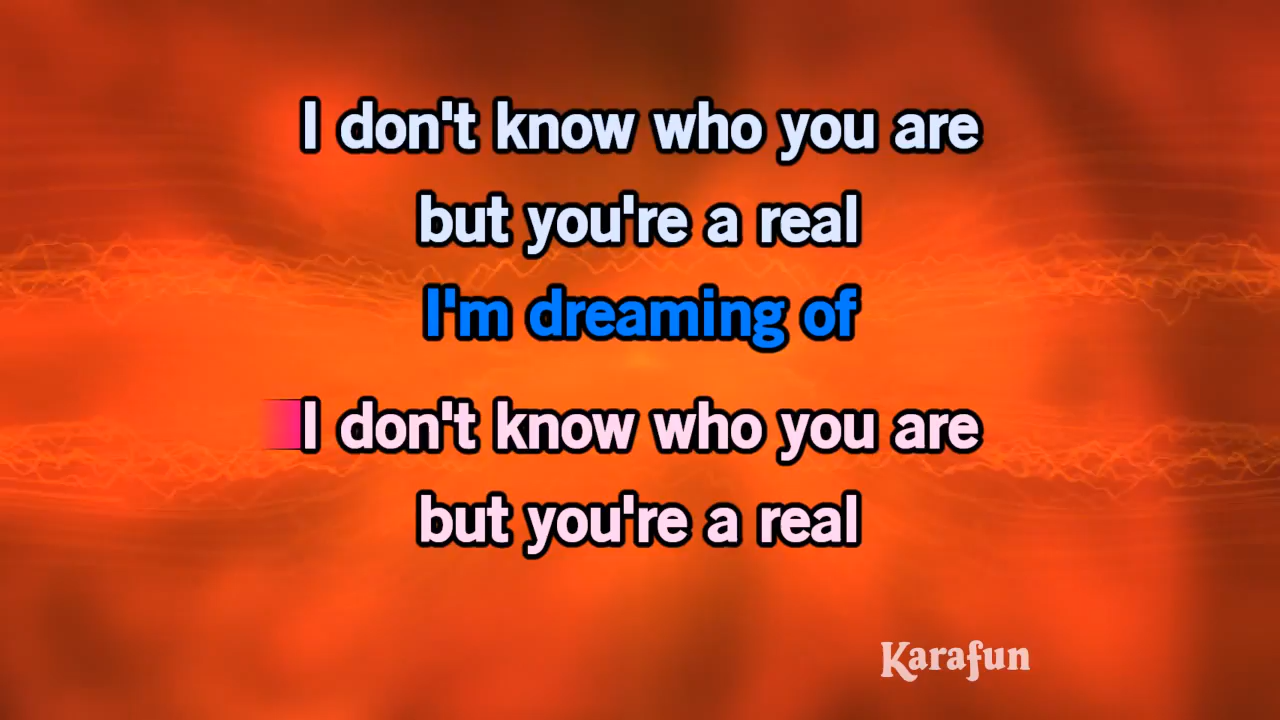 I don't know who you are
but you're a real
I'm dreaming of
I don't know who you are
but you're a real
Karafun